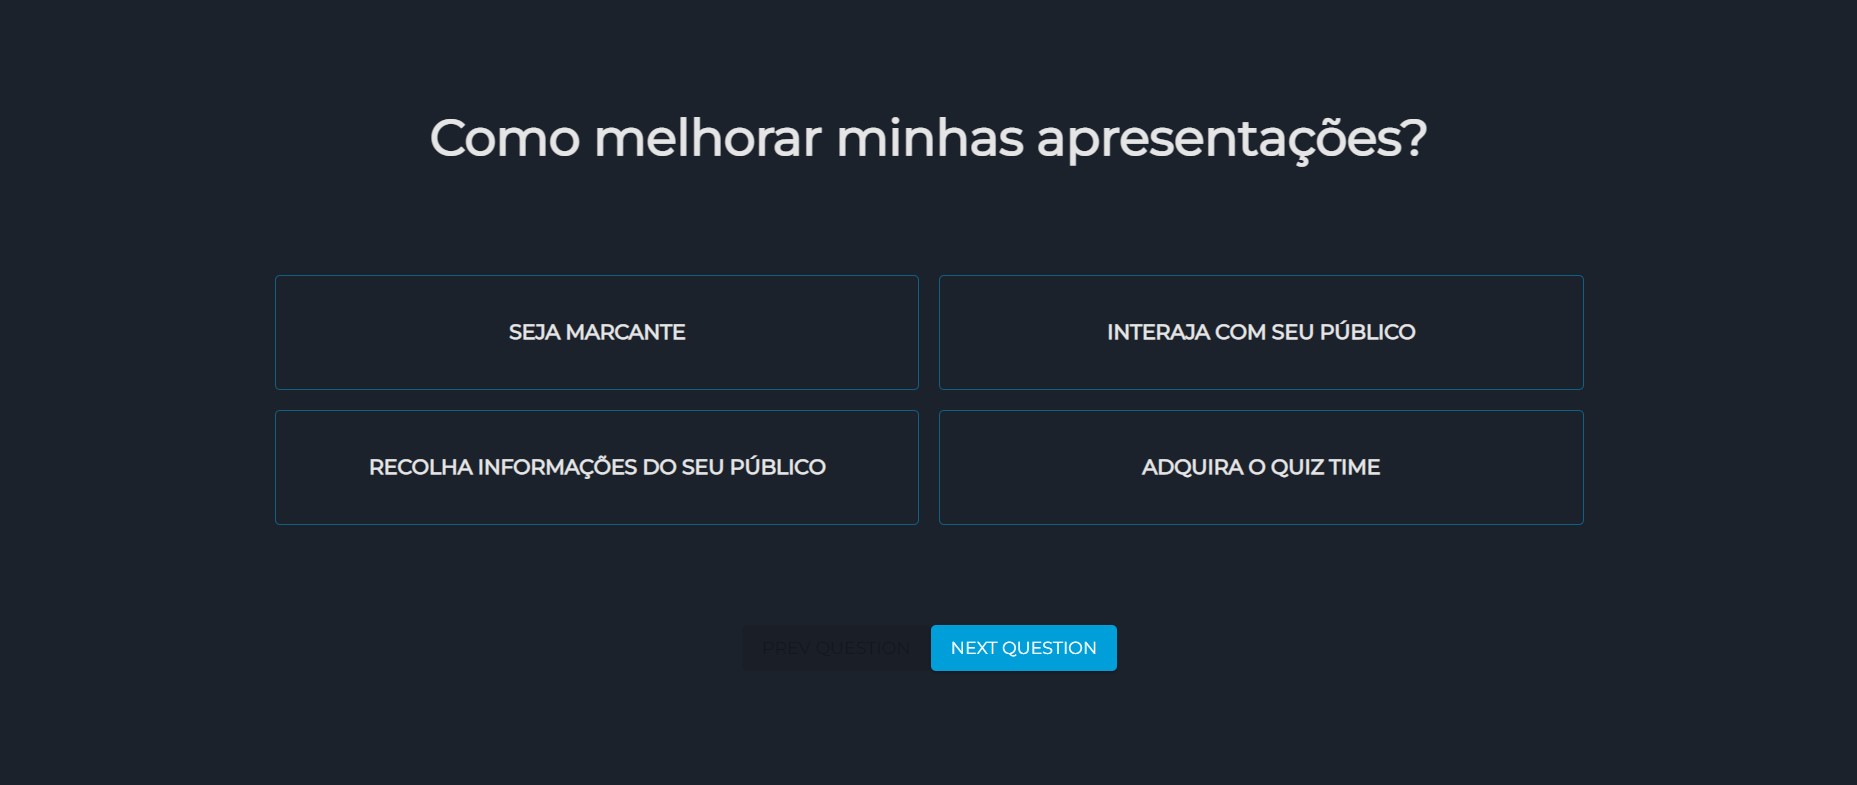 Como melhorar minhas apresentações?
SEJA MARCANTE
INTERAJA COM SEU PÚBLICO
RECOLHA INFORMAÇÕES DO SEU PÚBLICO
ADQUIRA O QUIZ TIME
PREV QUESTION
NEXT QUESTION